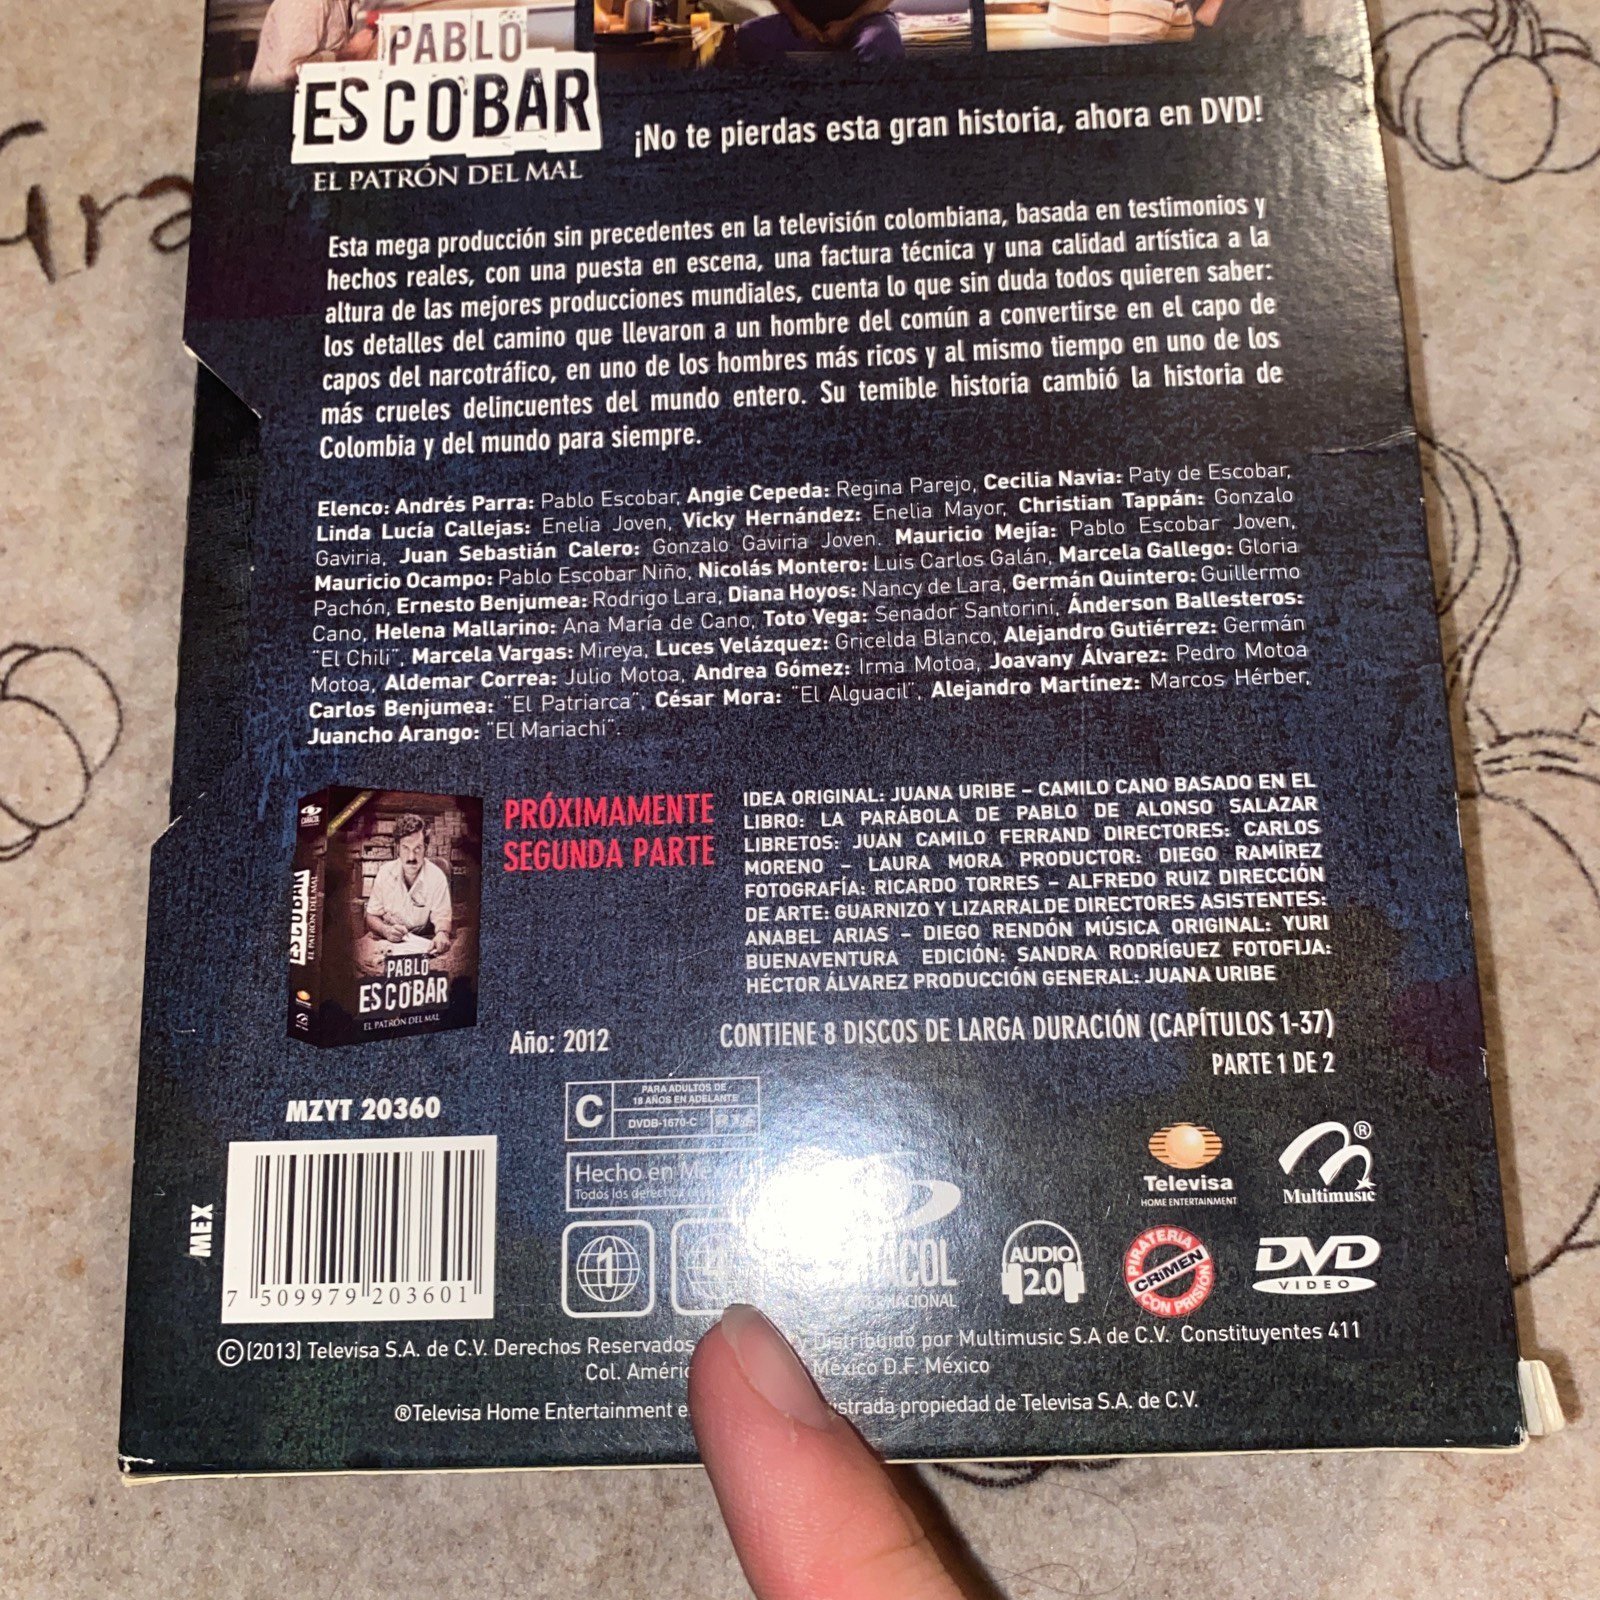 Gra
PABLO
ESCOBAR
EL PATRÓN DEL MAL
¡No te pierdas esta gran historia, ahora en DVD!
Esta mega producción sin precedentes en la televisión colombiana, basada en testimonios y
hechos reales, con una puesta en escena, una factura técnica y una calidad artística a la
altura de las mejores producciones mundiales, cuenta lo que sin duda todos quieren saber:
los detalles del camino que llevaron a un hombre del común a convertirse en el capo de
capos del narcotráfico, en uno de los hombres más ricos y al mismo tiempo en uno de los
más crueles delincuentes del mundo entero. Su temible historia cambió la historia de
Colombia y del mundo para siempre.
Elenco: Andrés Parra: Pablo Escobar, Angie Cepeda: Regina Parejo, Cecilia Navia: Paty de Escobar,
Linda Lucía Callejas: Enelia Joven, Vicky Hernández: Enelia Mayor, Christian Tappán: Gonzalo
Gaviria, Juan Sebastián Calero: Gonzalo Gaviria Joven. Mauricio Mejía: Pablo Escobar Joven,
Mauricio Ocampo: Pablo Escobar Niño, Nicolás Montero: Luis Carlos Galán, Marcela Gallego: Gloria
Pachón, Ernesto Benjumea: Rodrigo Lara, Diana Hoyos: Nancy de Lara, Germán Quintero: Guillermo
Cano, Helena Mallarino: Ana María de Cano, Toto Vega: Senador Santorini, Ánderson Ballesteros:
"El Chili", Marcela Vargas: Mireya, Luces Velázquez: Gricelda Blanco, Alejandro Gutiérrez: Germán
Motoa, Aldemar Correa: Julio Motoa, Andrea Gómez: Irma Motoa, Joavany Álvarez: Pedro Motoa
Carlos Benjumea: "El Patriarca", César Mora: "El Alguacil", Alejandro Martínez: Marcos Hérber,
Juancho Arango: "El Mariachi".
CARACOL
ESCOBAR
EL PATRÓN DEL MAL
PABLO
ESCOBAR
EL PATRÓN DEL MAL
PRÓXIMAMENTE
SEGUNDA PARTE
IDEA ORIGINAL: JUANA URIBE – CAMILO CANO BASADO EN EL
LIBRO: LA PARÁBOLA DE PABLO DE ALONSO SALAZAR
LIBRETOS: JUAN CAMILO FERRAND DIRECTORES: CARLOS
MORENO – LAURA MORA PRODUCTOR: DIEGO RAMÍREZ
FOTOGRAFÍA: RICARDO TORRES – ALFREDO RUIZ DIRECCIÓN
DE ARTE: GUARNIZO Y LIZARRALDE DIRECTORES ASISTENTES:
ANABEL ARIAS – DIEGO RENDÓN MÚSICA ORIGINAL: YURI
BUENAVENTURA EDICIÓN: SANDRA RODRÍGUEZ FOTOFIJA:
HÉCTOR ÁLVAREZ PRODUCCIÓN GENERAL: JUANA URIBE
Año: 2012
CONTIENE 8 DISCOS DE LARGA DURACIÓN (CAPÍTULOS 1-37)
PARTE 1 DE 2
MZYT 20360
C
PARA ADULTOS DE
18 AÑOS EN ADELANTE
DVDB-1670-C
Hecho en
Todos los derechos
MEX
7 509979 203601
1
4
Televisa
HOME ENTERTAINMENT
Multimusic®
AUDIO
2.0
PIRATERIA
CRIMEN
CON PRISIÓN
DVD
VIDEO
©(2013) Televisa S.A. de C.V. Derechos Reservados y Distribuido por Multimusic S.A de C.V. Constituyentes 411
Col. México D.F. México
®Televisa Home Entertainment propiedad de Televisa S.A. de C.V.